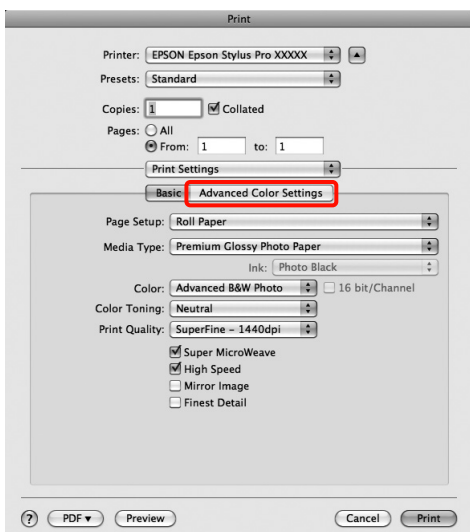 Print
Printer: EPSON Epson Stylus Pro XXXXX
Presets: Standard
Copies: 1 Collated
Pages: All
From: 1 to: 1
Print Settings
Basic Advanced Color Settings
Page Setup: Roll Paper
Media Type: Premium Glossy Photo Paper
Ink: Photo Black
Color: Advanced B&W Photo 16 bit/Channel
Color Toning: Neutral
Print Quality: SuperFine – 1440dpi
Super MicroWeave
High Speed
Mirror Image
Finest Detail
? PDF Preview Cancel Print